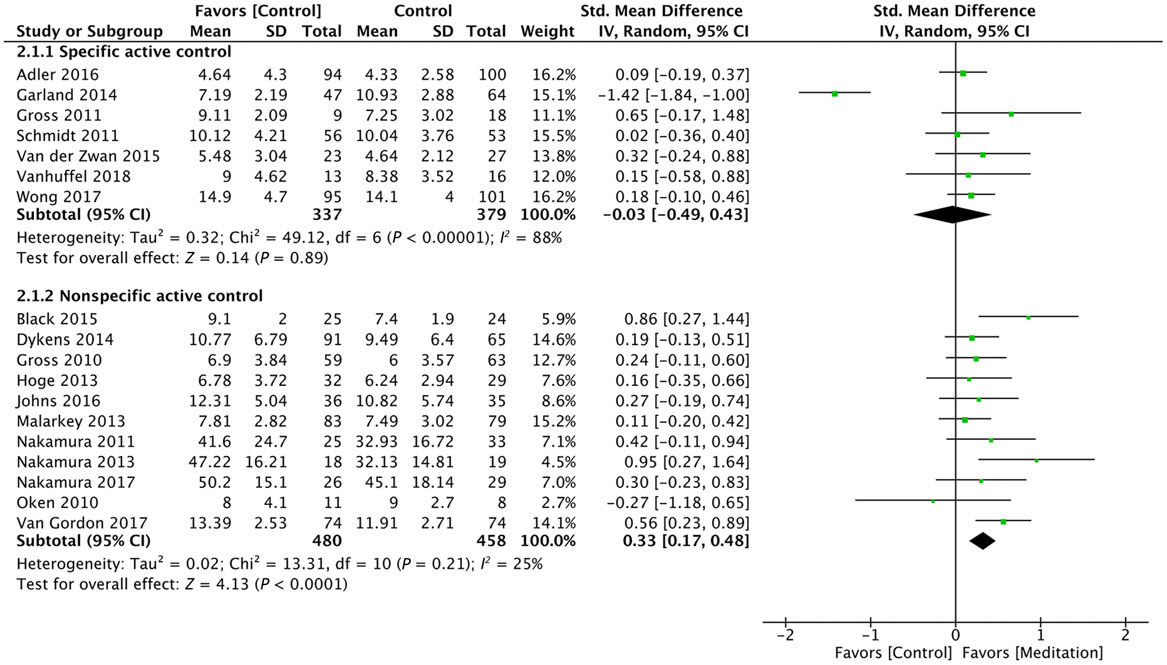 Favors [Control] Control Std. Mean Difference Std. Mean Difference
Study or Subgroup Mean SD Total Mean SD Total Weight IV, Random, 95% CI IV, Random, 95% CI
2.1.1 Specific active control
Adler 2016 4.64 4.3 94 4.33 2.58 100 16.2% 0.09 [−0.19, 0.37]
Garland 2014 7.19 2.19 47 10.93 2.88 64 15.1% −1.42 [−1.84, −1.00]
Gross 2011 9.11 2.09 9 7.25 3.02 18 11.1% 0.65 [−0.17, 1.48]
Schmidt 2011 10.12 4.21 56 10.04 3.76 53 15.5% 0.02 [−0.36, 0.40]
Van der Zwan 2015 5.48 3.04 23 4.64 2.12 27 13.8% 0.32 [−0.24, 0.88]
Vanhuffel 2018 9 4.62 13 8.38 3.52 16 12.0% 0.15 [−0.58, 0.88]
Wong 2017 14.9 4.7 95 14.1 4 101 16.2% 0.18 [−0.10, 0.46]
Subtotal (95% CI) 337 379 100.0% −0.03 [−0.49, 0.43]
Heterogeneity: Tau² = 0.32; Chi² = 49.12, df = 6 (P < 0.00001); I² = 88%
Test for overall effect: Z = 0.14 (P = 0.89)
2.1.2 Nonspecific active control
Black 2015 9.1 2 25 7.4 1.9 24 5.9% 0.86 [0.27, 1.44]
Dykens 2014 10.77 6.79 91 9.49 6.4 65 14.6% 0.19 [−0.13, 0.51]
Gross 2010 6.9 3.84 59 6 3.57 63 12.7% 0.24 [−0.11, 0.60]
Hoge 2013 6.78 3.72 32 6.24 2.94 29 7.6% 0.16 [−0.35, 0.66]
Johns 2016 12.31 5.04 36 10.82 5.74 35 8.6% 0.27 [−0.19, 0.74]
Malarkey 2013 7.81 2.82 83 7.49 3.02 79 15.2% 0.11 [−0.20, 0.42]
Nakamura 2011 41.6 24.7 25 32.93 16.72 33 7.1% 0.42 [−0.11, 0.94]
Nakamura 2013 47.22 16.21 18 32.13 14.81 19 4.5% 0.95 [0.27, 1.64]
Nakamura 2017 50.2 15.1 26 45.1 18.14 29 7.0% 0.30 [−0.23, 0.83]
Oken 2010 8 4.1 11 9 2.7 8 2.7% −0.27 [−1.18, 0.65]
Van Gordon 2017 13.39 2.53 74 11.91 2.71 74 14.1% 0.56 [0.23, 0.89]
Subtotal (95% CI) 480 458 100.0% 0.33 [0.17, 0.48]
Heterogeneity: Tau² = 0.02; Chi² = 13.31, df = 10 (P = 0.21); I² = 25%
Test for overall effect: Z = 4.13 (P < 0.0001)
−2 −1 0 1 2
Favors [Control] Favors [Meditation]